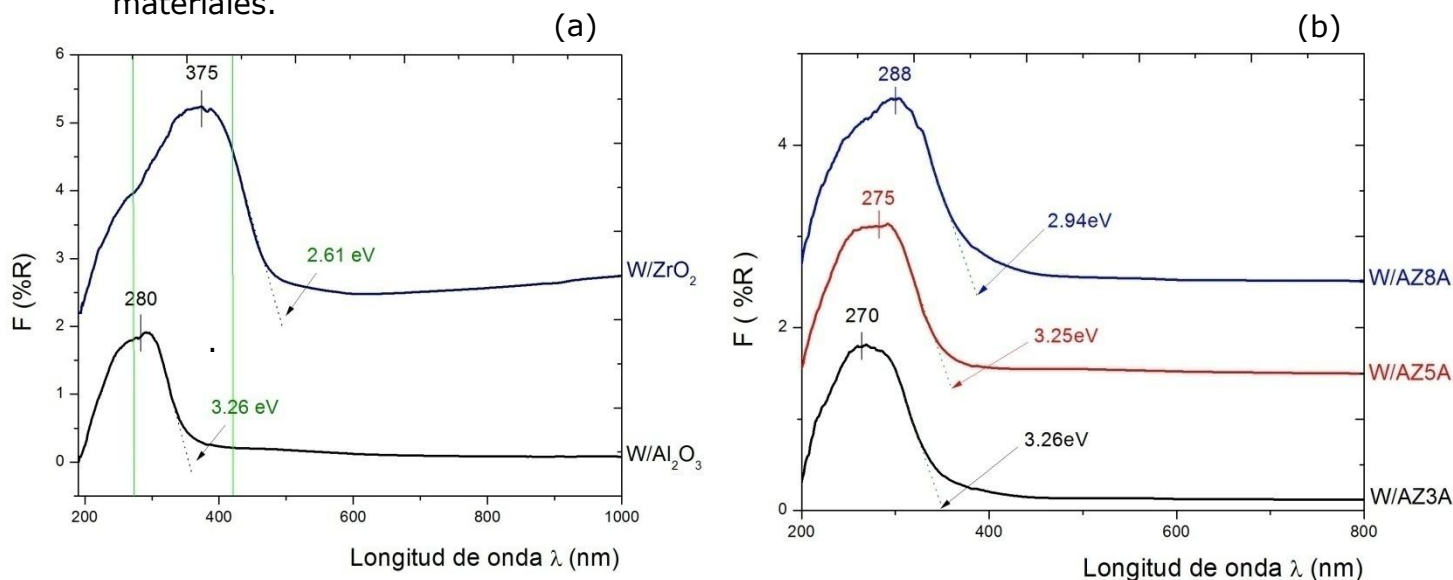 materiales.
(a)
6
5
4
3
2
1
0
F (%R)
375
2.61 eV
W/ZrO₂
280
3.26 eV
W/Al₂O₃
200
400
600
800
1000
Longitud de onda λ (nm)
(b)
4
2
0
F ( %R)
288
2.94eV
W/AZ8A
275
3.25eV
W/AZ5A
270
3.26eV
W/AZ3A
200
400
600
800
Longitud de onda λ (nm)